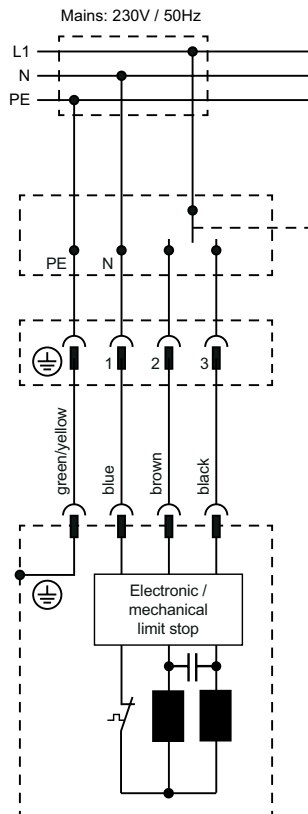 Mains: 230V / 50Hz
L1
N
PE
PE
N
1
2
3
green/yellow
blue
brown
black
Electronic /
mechanical
limit stop